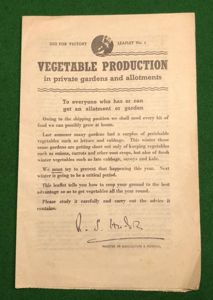 DIG FOR VICTORY LEAFLET No. 1
VEGETABLE PRODUCTION
in private gardens and allotments
To everyone who has or can
get an allotment or garden
Owing to the shipping position we shall need every bit of
food we can possibly grow at home.
Last summer many gardens had a surplus of perishable
vegetables such as lettuce and cabbage. This winter those
same gardens are getting short not only of keeping vegetables
such as onions, carrots and other root crops, but also of fresh
winter vegetables such as late cabbage, savoys and kale.
We must try to prevent that happening this year. Next
winter is going to be a critical period.
This leaflet tells you how to crop your ground to the best
advantage so as to get vegetables all the year round.
Please study it carefully and carry out the advice it
contains.
R. S. Hudson
MINISTER OF AGRICULTURE & FISHERIES.